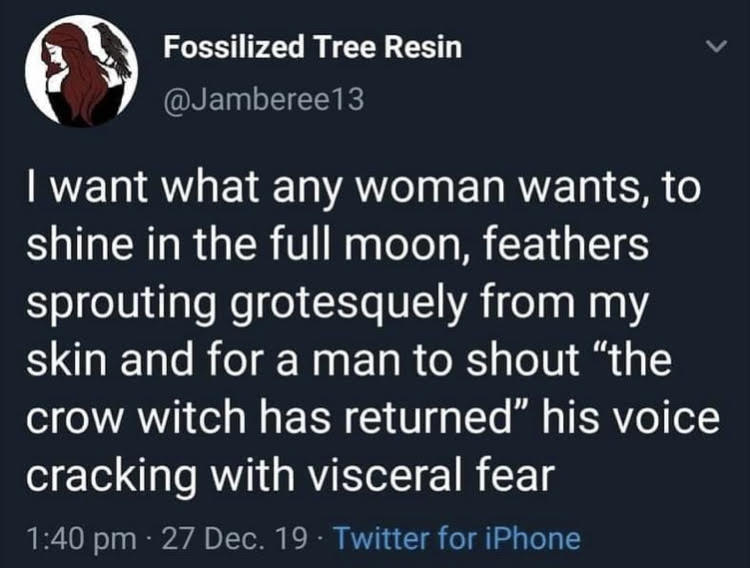 Fossilized Tree Resin
@Jamberee13
I want what any woman wants, to
shine in the full moon, feathers
sprouting grotesquely from my
skin and for a man to shout “the
crow witch has returned” his voice
cracking with visceral fear
1:40 pm · 27 Dec. 19 · Twitter for iPhone